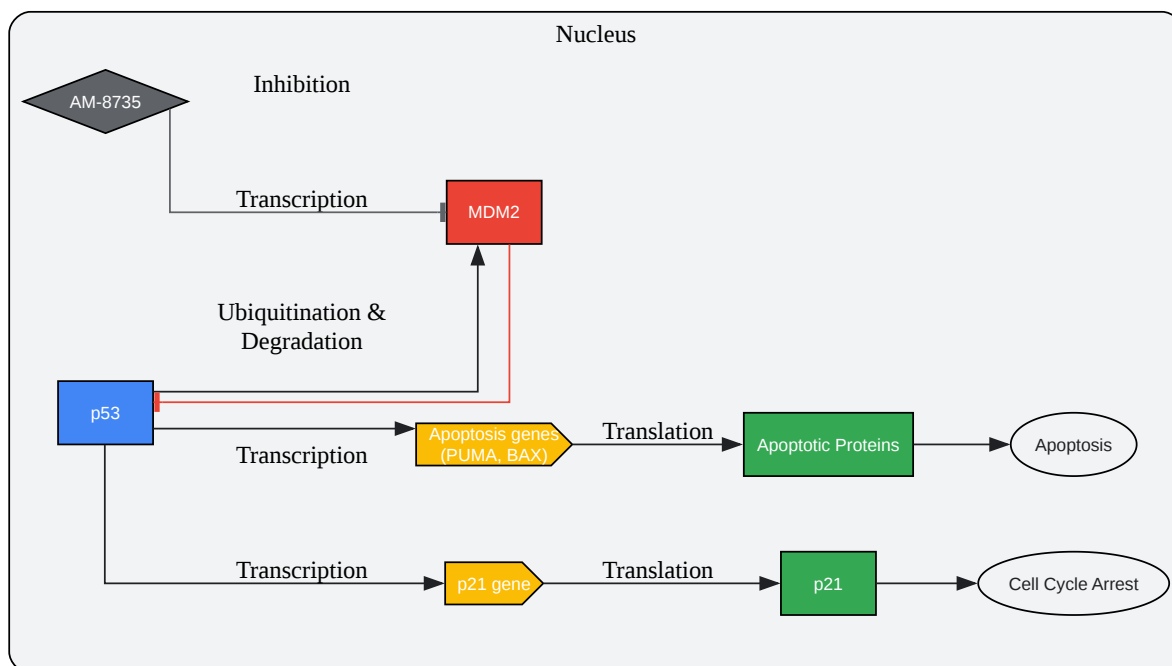 Nucleus
Inhibition
AM-8735
Transcription
MDM2
Ubiquitination &
Degradation
p53
Transcription
Apoptosis genes
(PUMA, BAX)
Translation
Apoptotic Proteins
Apoptosis
Transcription
p21 gene
Translation
p21
Cell Cycle Arrest